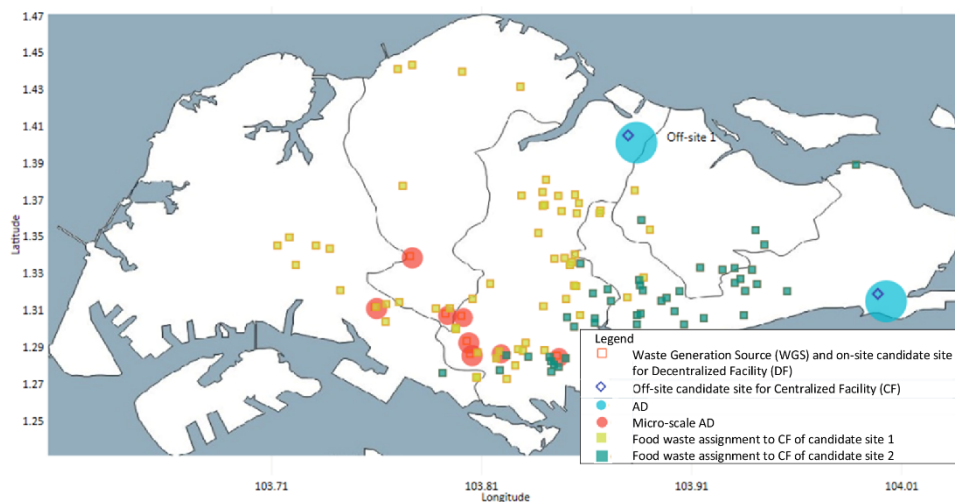 1.47
1.45
1.43
1.41
1.39
1.37
1.35
1.33
1.31
1.29
1.27
1.25
Latitude
Off-site 1
Legend
Waste Generation Source (WGS) and on-site candidate site
for Decentralized Facility (DF)
Off-site candidate site for Centralized Facility (CF)
AD
Micro-scale AD
Food waste assignment to CF of candidate site 1
Food waste assignment to CF of candidate site 2
103.71
103.81
103.91
104.01
Longitude